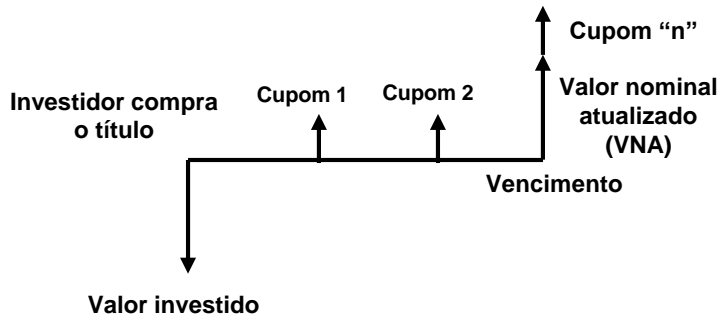 Cupom “n”
Investidor compra
o título
Cupom 1
Cupom 2
Valor nominal
atualizado
(VNA)
Vencimento
Valor investido